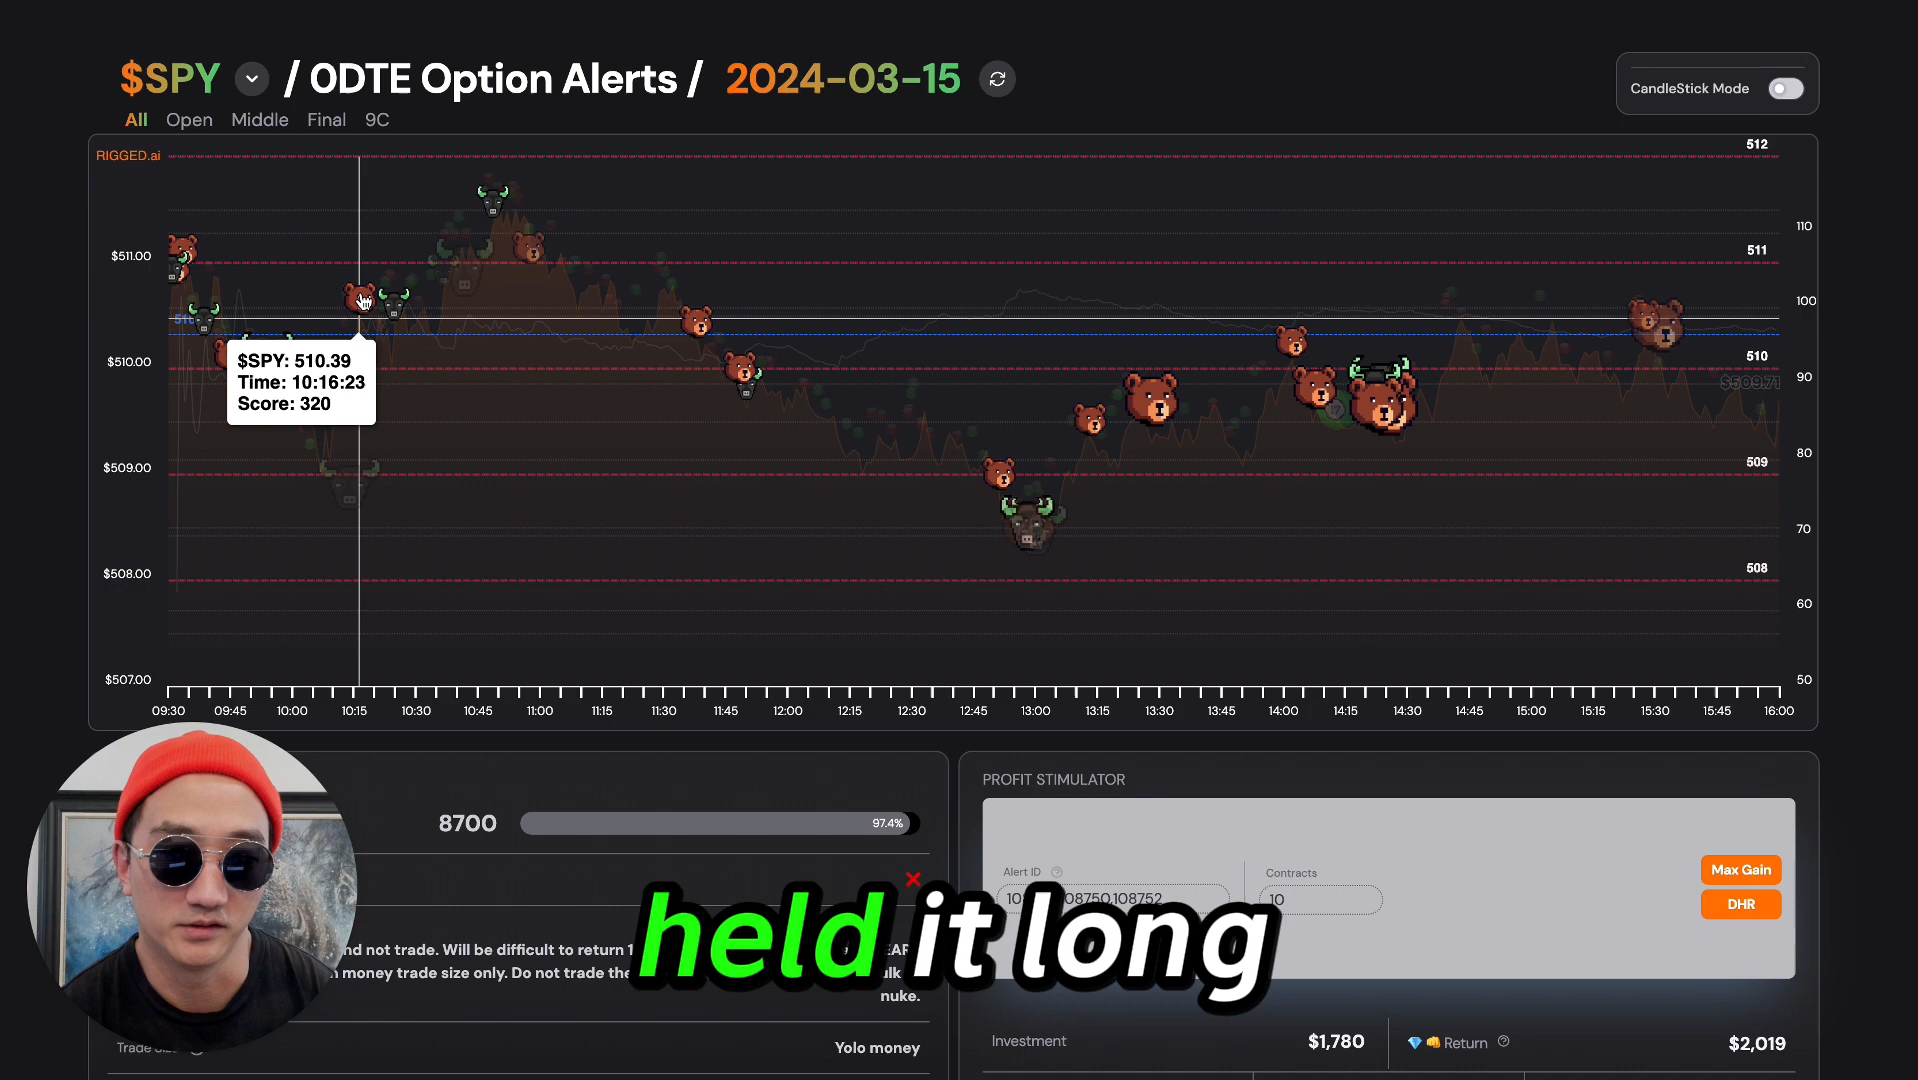 $SPY / 0DTE Option Alerts / 2024-03-15
CandleStick Mode
All Open Middle Final 9C
RIGGED.ai
512
110
$511.00
511
100
$SPY: 510.39
Time: 10:16:23
Score: 320
$510.00
510
90
$509.71
17
80
$509.00
509
70
$508.00
508
60
$507.00
50
09:30 09:45 10:00 10:15 10:30 10:45 11:00 11:15 11:30 11:45 12:00 12:15 12:30 12:45 13:00 13:15 13:30 13:45 14:00 14:15 14:30 14:45 15:00 15:15 15:30 15:45 16:00
8700
97.4%
nd not trade. Will be difficult to return 1
money trade size only. Do not trade the
nuke.
Yolo money
PROFIT STIMULATOR
Alert ID
08750,108752
Contracts
10
Max Gain
DHR
held it long
Investment
$1,780
Return
$2,019